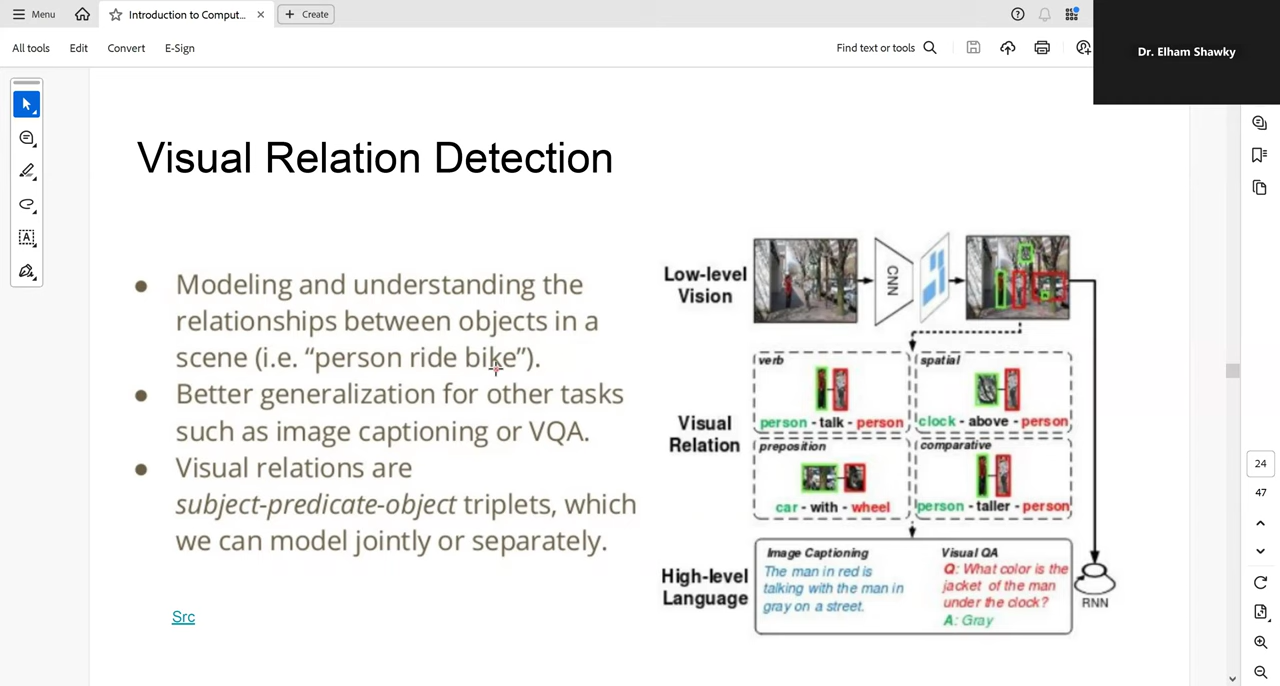 Menu
Introduction to Comput...
Create
Dr. Elham Shawky
All tools
Edit
Convert
E-Sign
Find text or tools
Visual Relation Detection
● Modeling and understanding the
relationships between objects in a
scene (i.e. “person ride bike”).
● Better generalization for other tasks
such as image captioning or VQA.
● Visual relations are
subject-predicate-object triplets, which
we can model jointly or separately.
Src
Low-level
Vision
CNN
Visual
Relation
verb
person - talk - person
spatial
clock - above - person
preposition
car - with - wheel
comparative
person - taller - person
High-level
Language
Image Captioning
The man in red is
talking with the man in
gray on a street.
Visual QA
Q: What color is the
jacket of the man
under the clock?
A: Gray
RNN
24
47